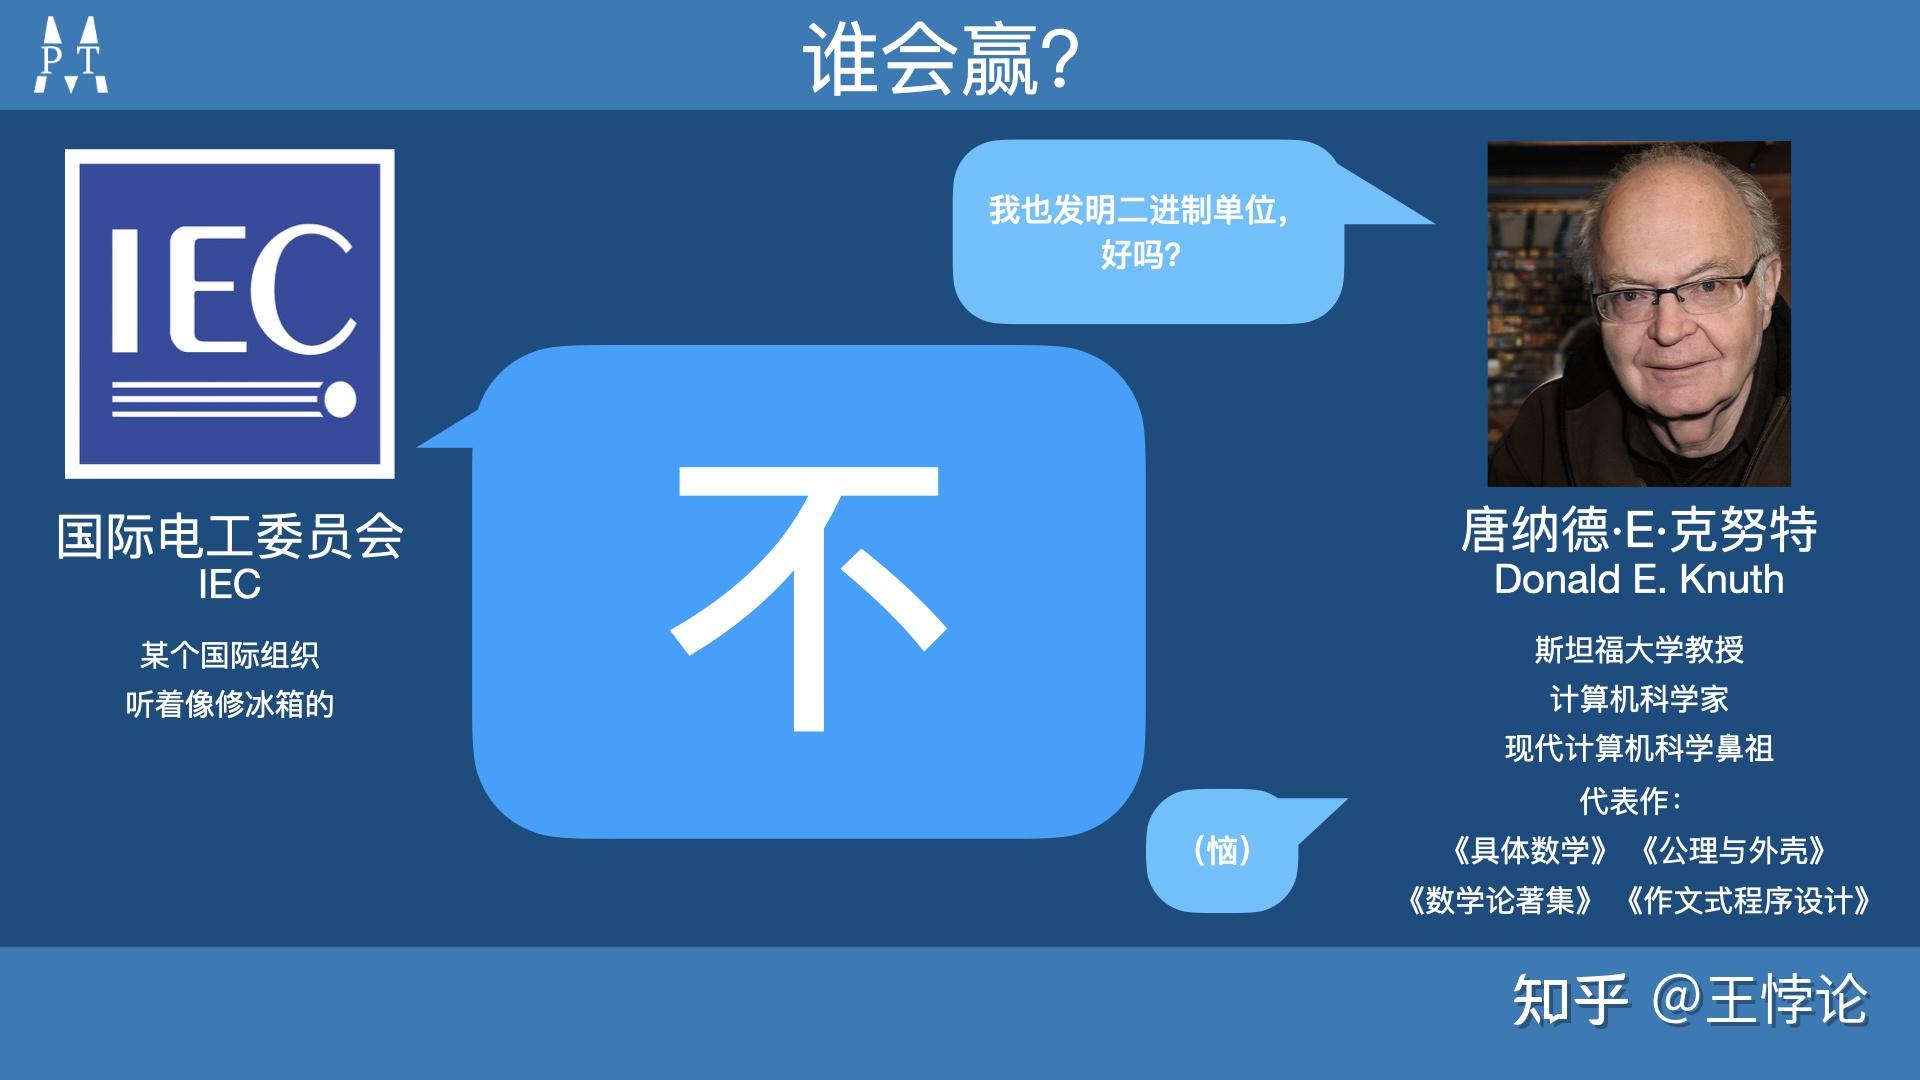 PT
谁会赢？
IEC
国际电工委员会
IEC
某个国际组织
听着像修冰箱的
我也发明二进制单位，
好吗？
不
（恼）
唐纳德·E·克努特
Donald E. Knuth
斯坦福大学教授
计算机科学家
现代计算机科学鼻祖
代表作：
《具体数学》 《公理与外壳》
《数学论著集》 《作文式程序设计》
知乎 @王悖论